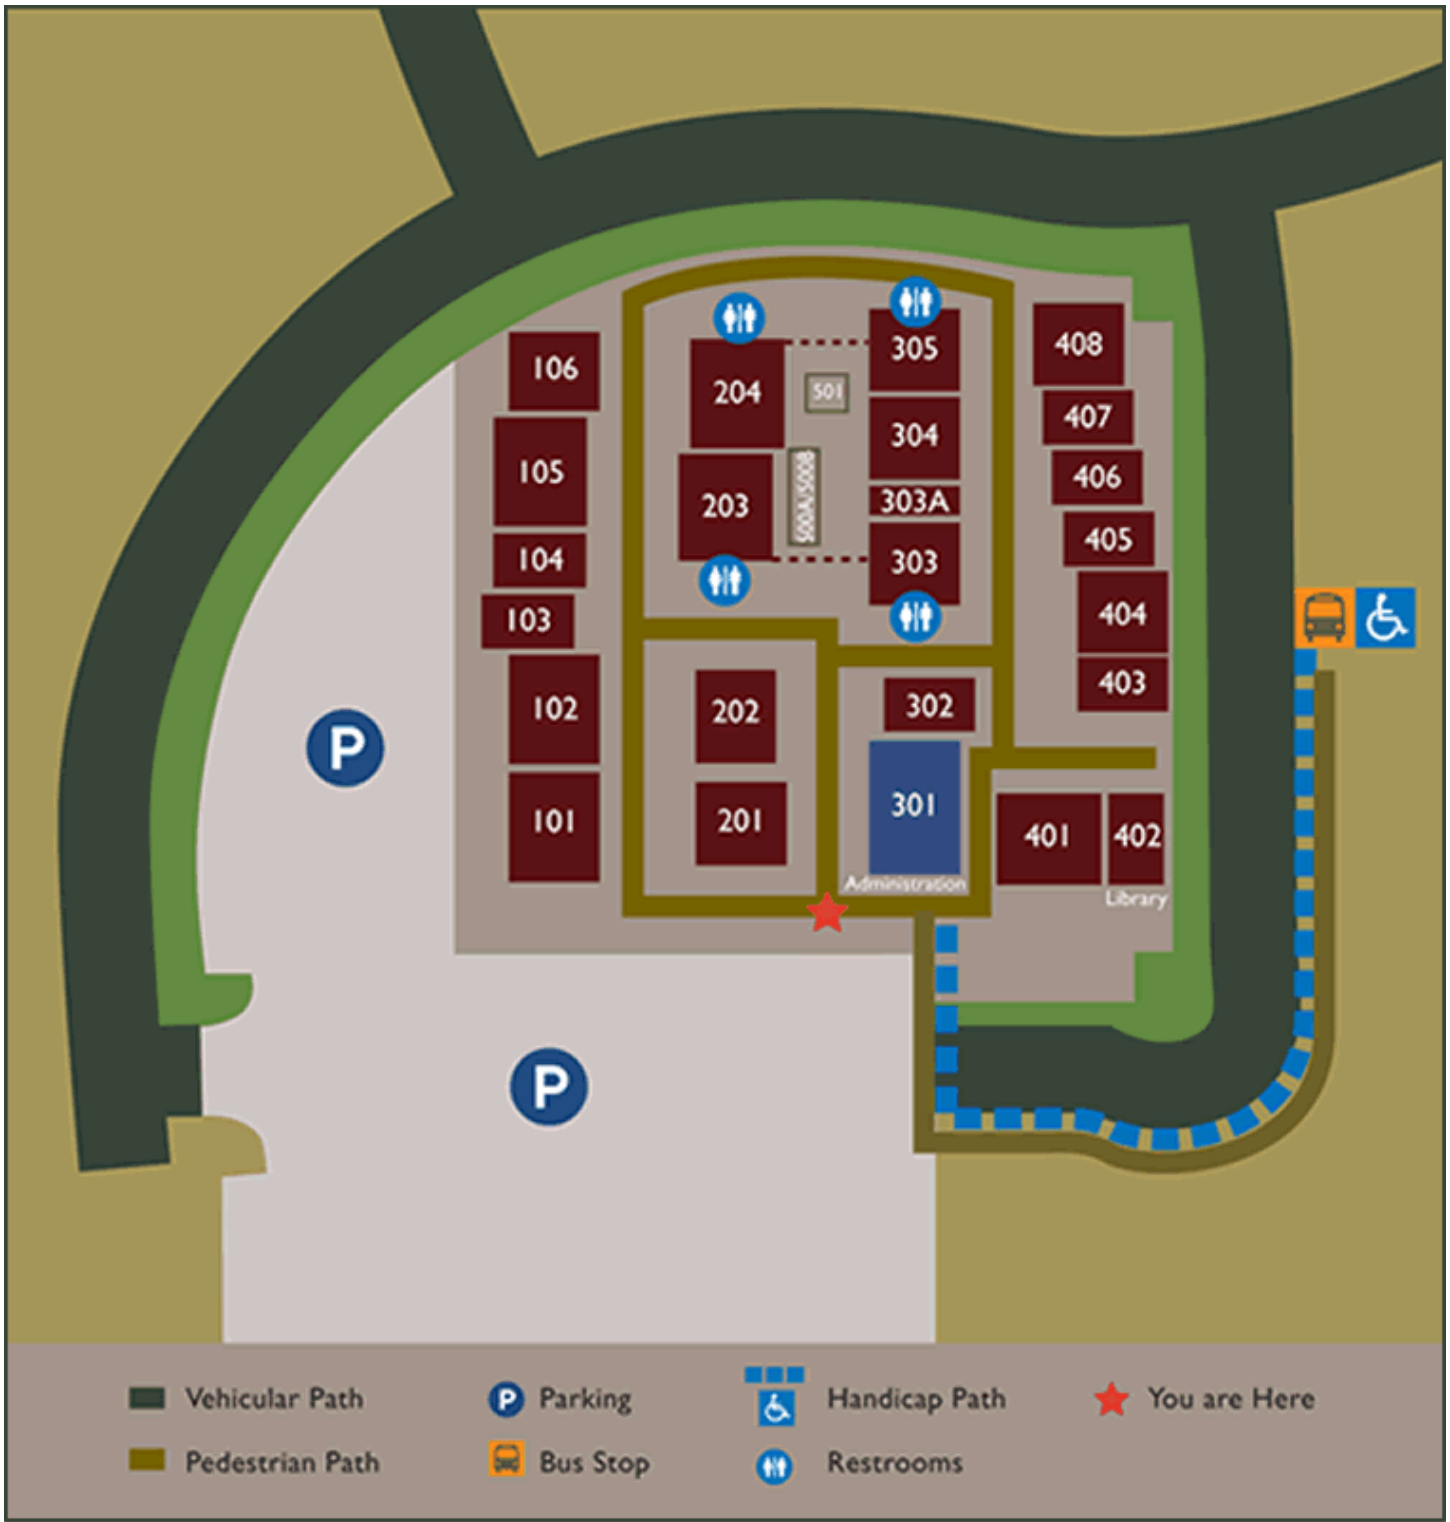 305
408
106
204
501
407
304
105
406
203
500A/500B
303A
405
104
303
103
404
403
102
202
302
301
101
201
401
402
Administration
Library
P
P
Vehicular Path
P Parking
Handicap Path
You are Here
Pedestrian Path
Bus Stop
Restrooms